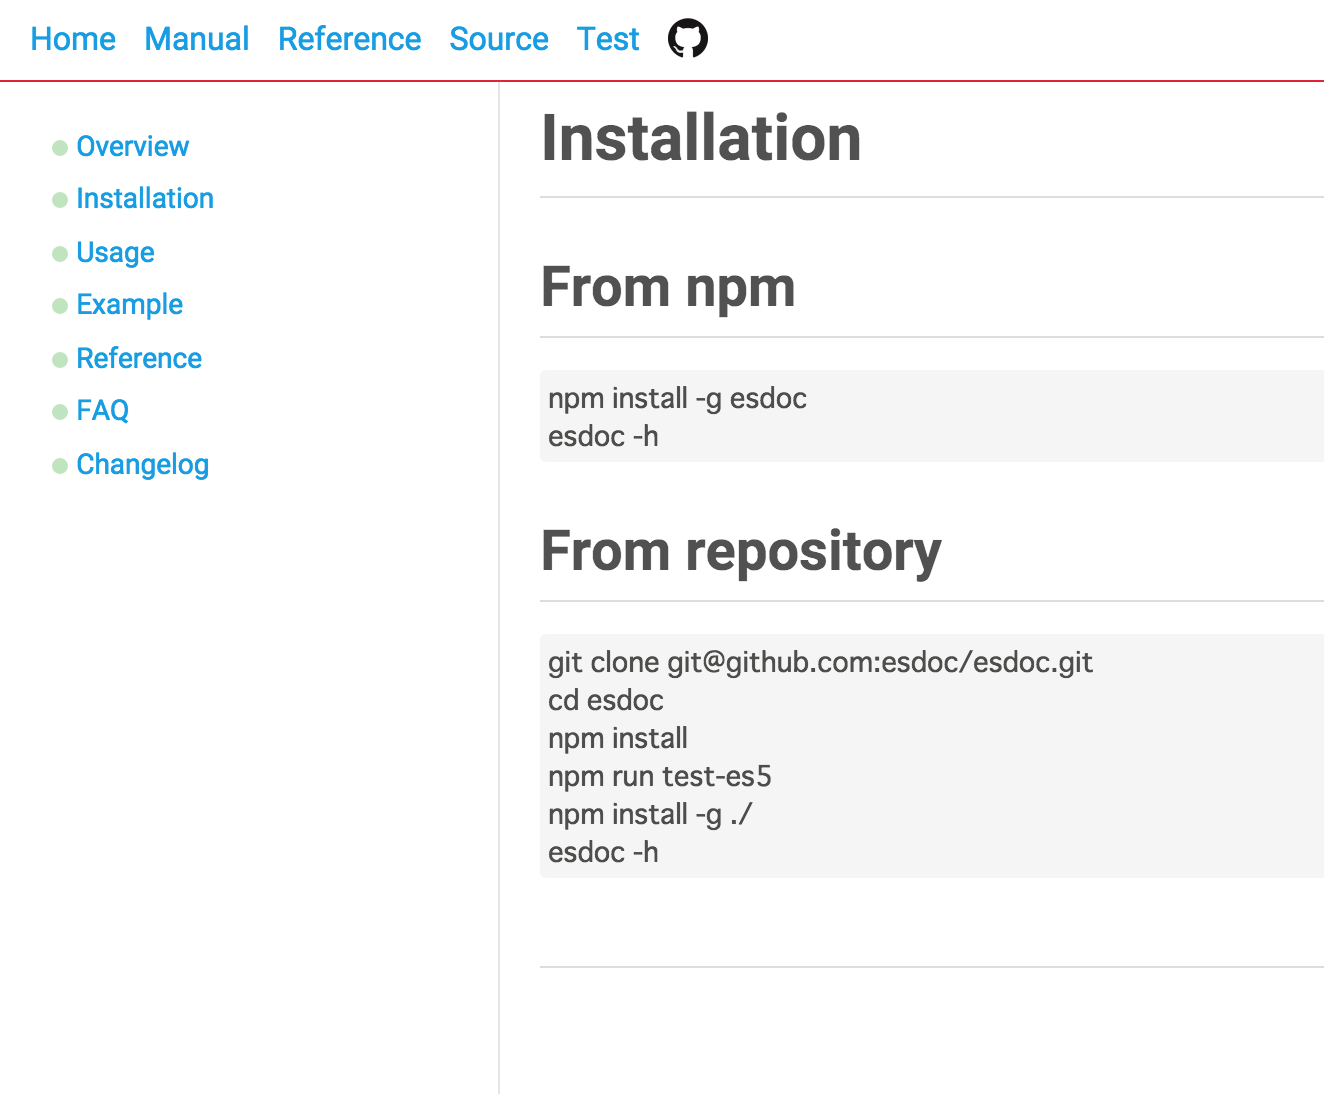 Home Manual Reference Source Test
Overview
Installation
Usage
Example
Reference
FAQ
Changelog
Installation
From npm
npm install -g esdoc
esdoc -h
From repository
git clone git@github.com:esdoc/esdoc.git
cd esdoc
npm install
npm run test-es5
npm install -g ./
esdoc -h